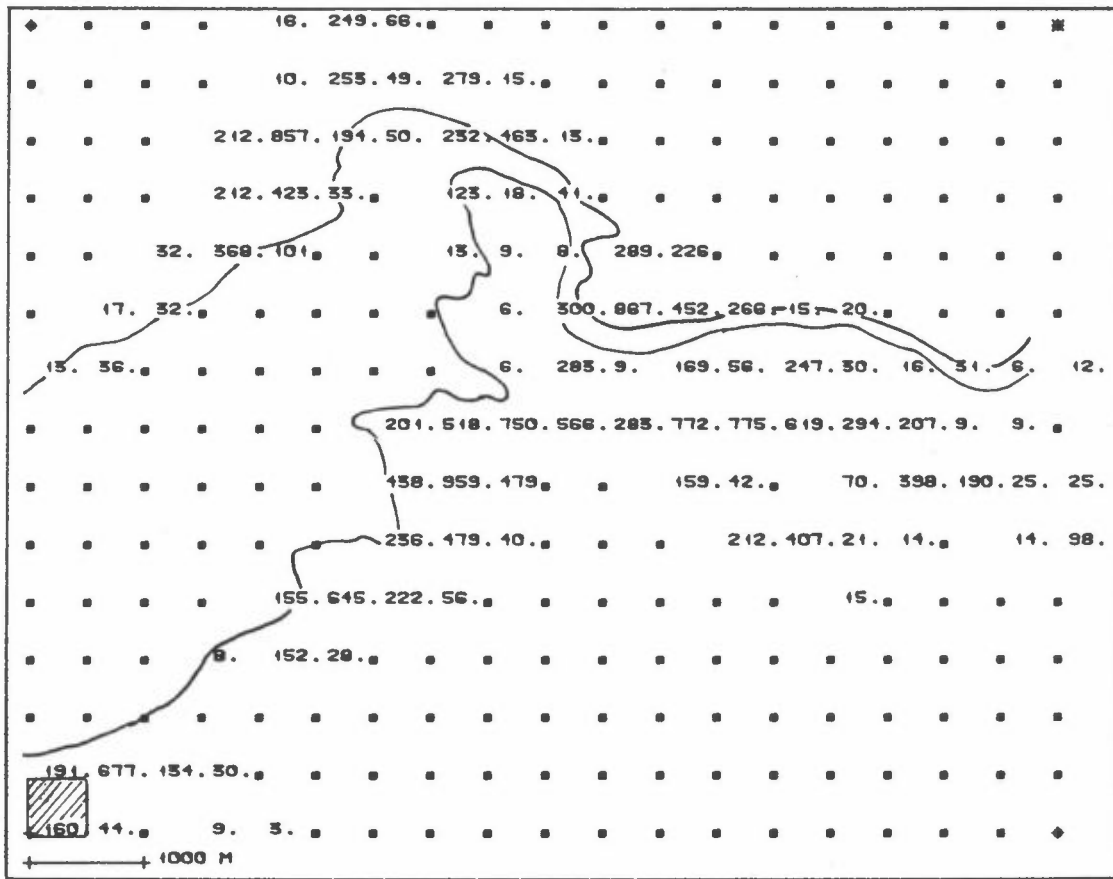 16. 249.66.
10. 253.49. 279.15.
212.857.194.50. 232.463.13.
212.423.33. 123.18. 41.
32. 368.101 13. 9. 8. 289.226
17. 32. 6. 300.867.452.266.15. 20.
13. 36. 6. 283.9. 169.56. 247.30. 16. 31. 6. 12.
201.518.750.566.283.772.775.619.294.207.9. 9.
438.959.479 159.42. 70. 398.190.25. 25.
236.479.40. 212.407.21. 14. 14. 98.
155.645.222.56. 15.
8. 152.28.
191.677.134.30.
160 44. 9. 3.
1000 M